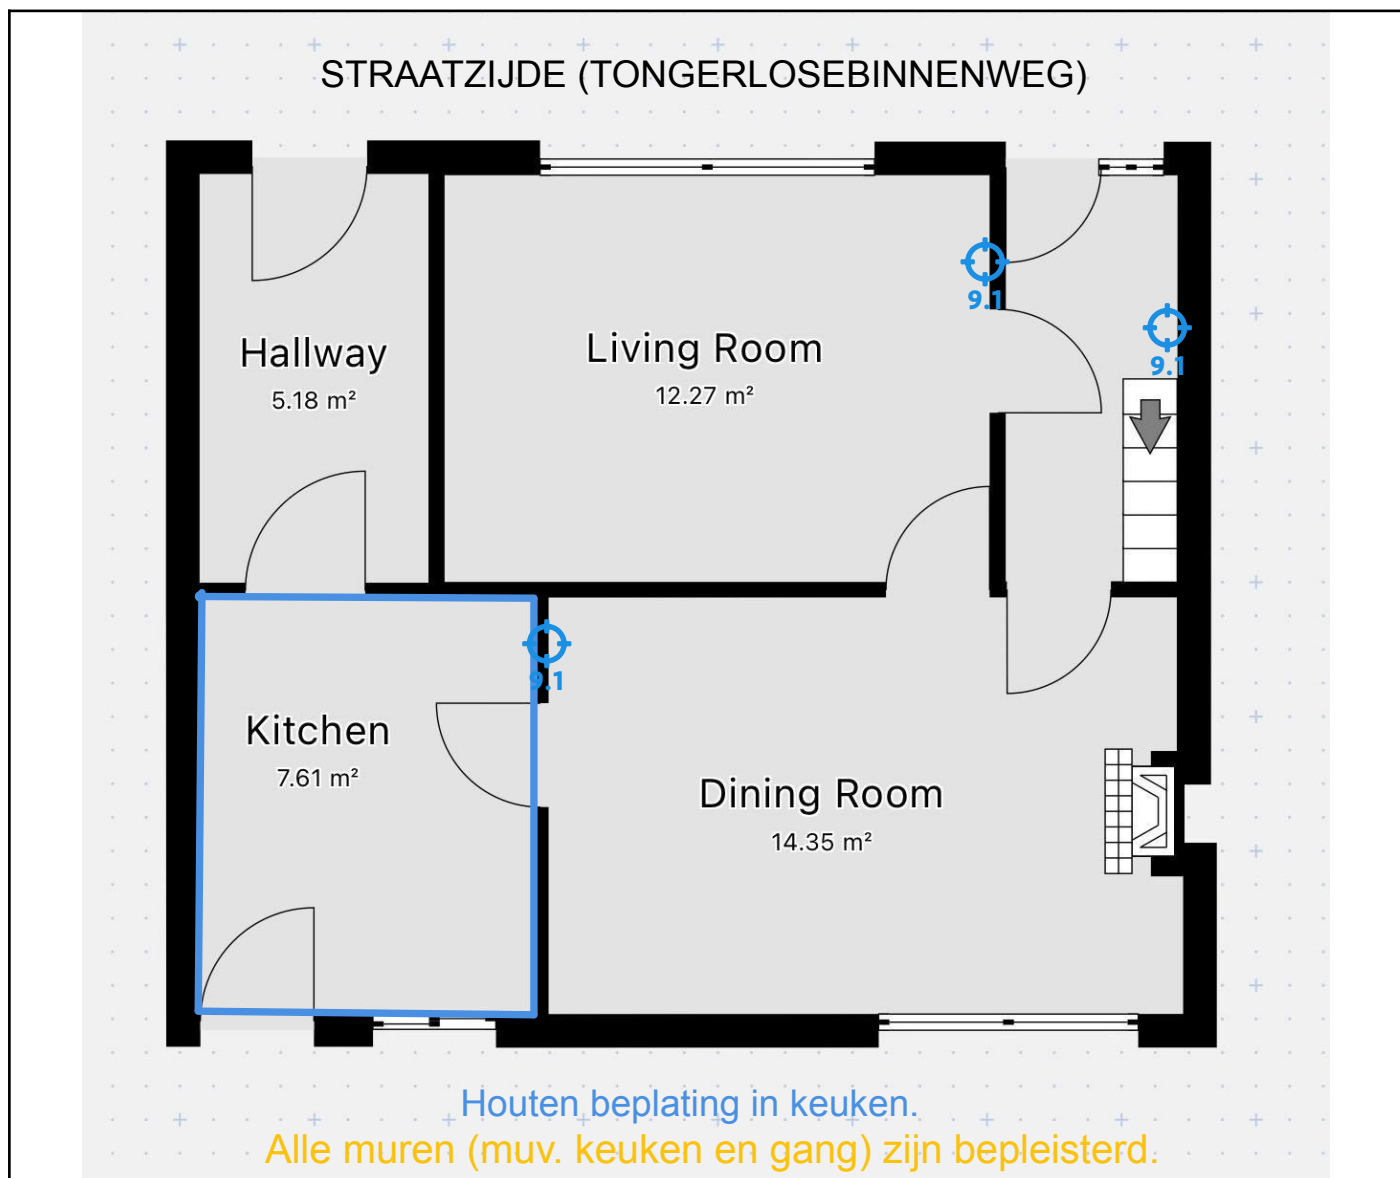 STRAATZIJDE (TONGERLOSEBINNENWEG)
9.1
Living Room
12.27 m²
Hallway
5.18 m²
9.1
9.1
Kitchen
7.61 m²
Dining Room
14.35 m²
Houten beplating in keuken.
Alle muren (muv. keuken en gang) zijn bepleisterd.